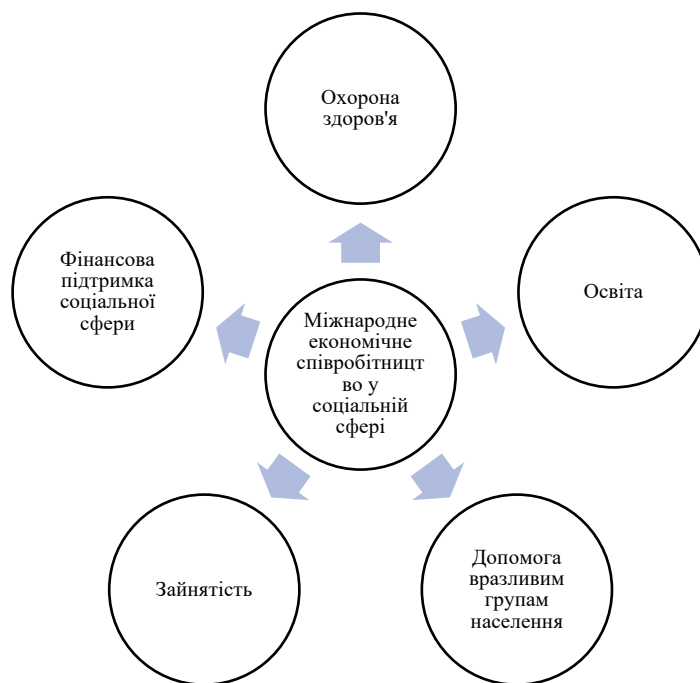 Охорона
здоров'я
Фінансова
підтримка
соціальної
сфери
Освіта
Міжнародне
економічне
співробітницт
во у
соціальній
сфері
Зайнятість
Допомога
вразливим
групам
населення